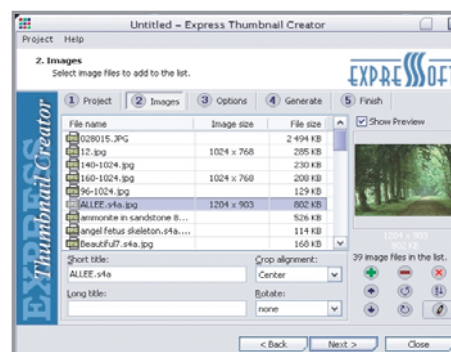 Untitled – Express Thumbnail Creator
Project Help
2. Images
Select image files to add to the list.
EXPRESSSOFT
EXPRESS
Thumbnail Creator
1 Project 2 Images 3 Options 4 Generate 5 Finish
File name Image size File size
028015.JPG 2 494 KB
12.jpg 1024 x 768 285 KB
140-1024.jpg 230 KB
160-1024.jpg 1024 x 768 208 KB
96-1024.jpg 129 KB
ALLEE.s4a.jpg 1204 x 903 802 KB
ammonite in sandstone 8... 526 KB
angel fetus skeleton.s4a.... 114 KB
Beautiful7.s4a.jpg 168 KB
Show Preview
1204 x 903
802 KB
39 image files in the list.
Short title:
ALLEE.s4a
Crop alignment:
Center
Long title:
Rotate:
none
< Back Next > Close